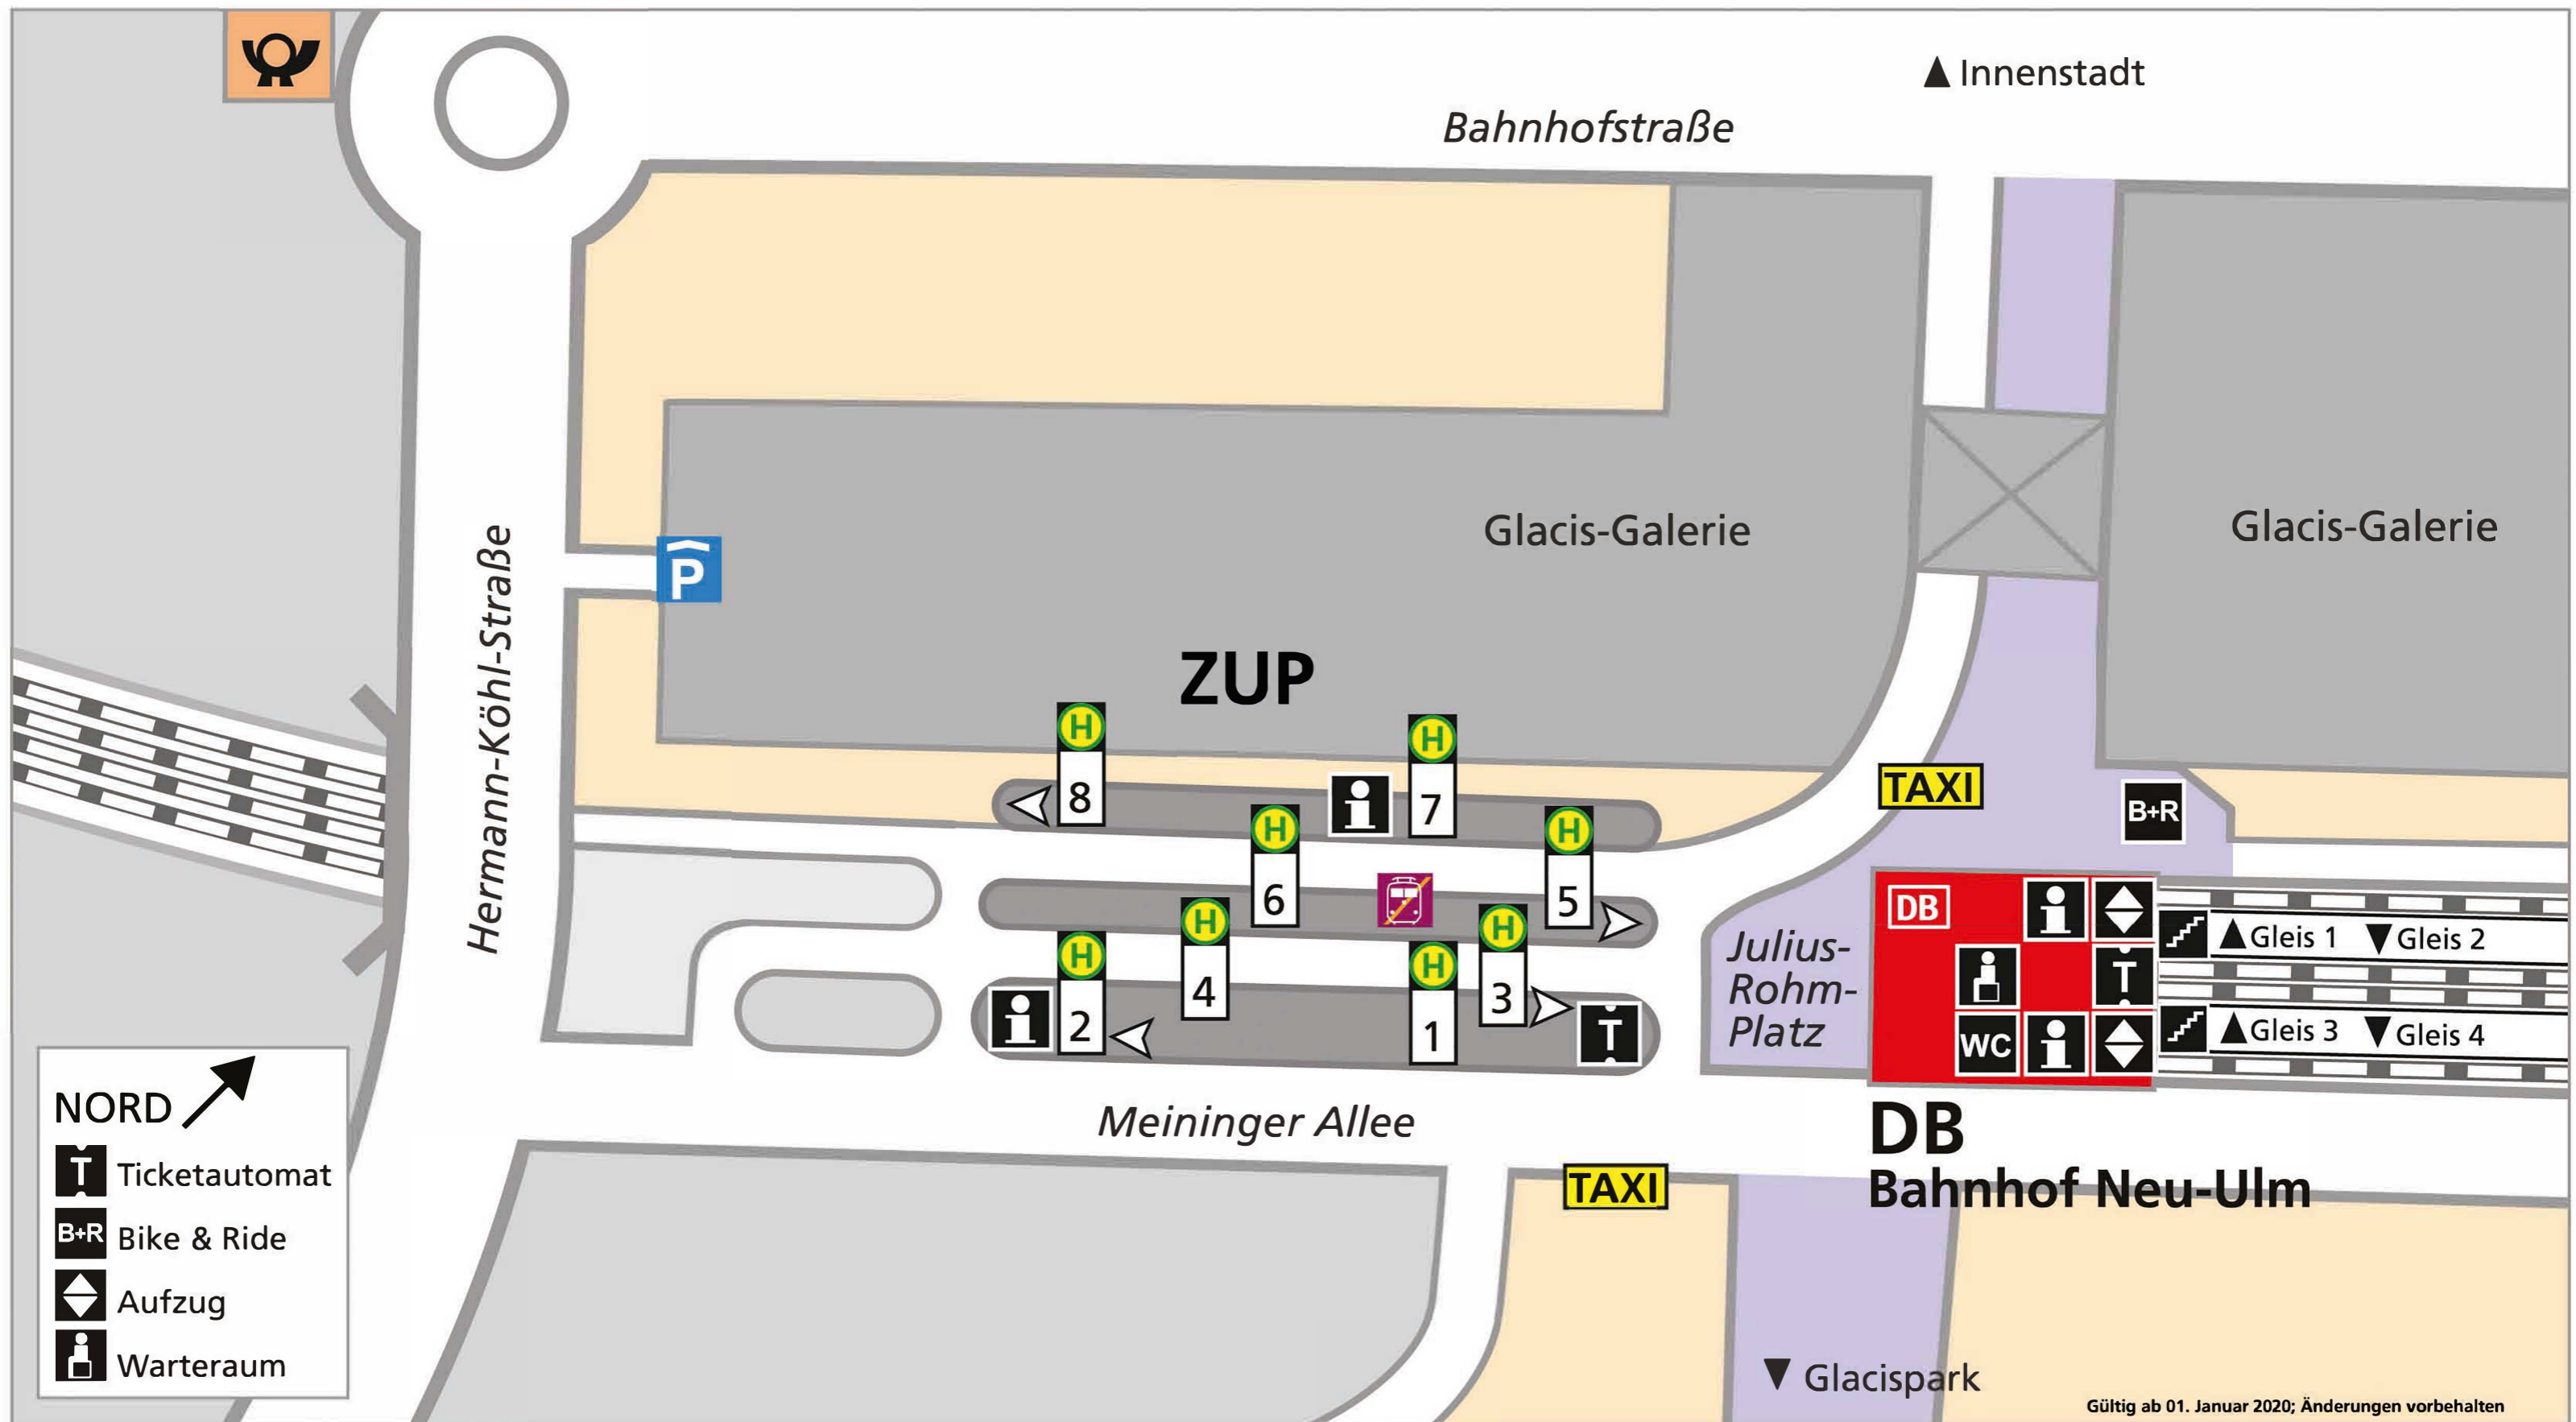 ▲ Innenstadt
Bahnhofstraße
Glacis-Galerie
Glacis-Galerie
Hermann-Köhl-Straße
P
ZUP
H
8
H
7
H
6
H
5
H
4
H
3
H
2
H
1
i
i
T
TAXI
B+R
Julius-
Rohm-
Platz
DB
i
T
WC
i
▲ Gleis 1 ▼ Gleis 2
▲ Gleis 3 ▼ Gleis 4
Meininger Allee
DB
Bahnhof Neu-Ulm
TAXI
▼ Glacispark
NORD
T Ticketautomat
B+R Bike & Ride
Aufzug
Warteraum
Gültig ab 01. Januar 2020; Änderungen vorbehalten